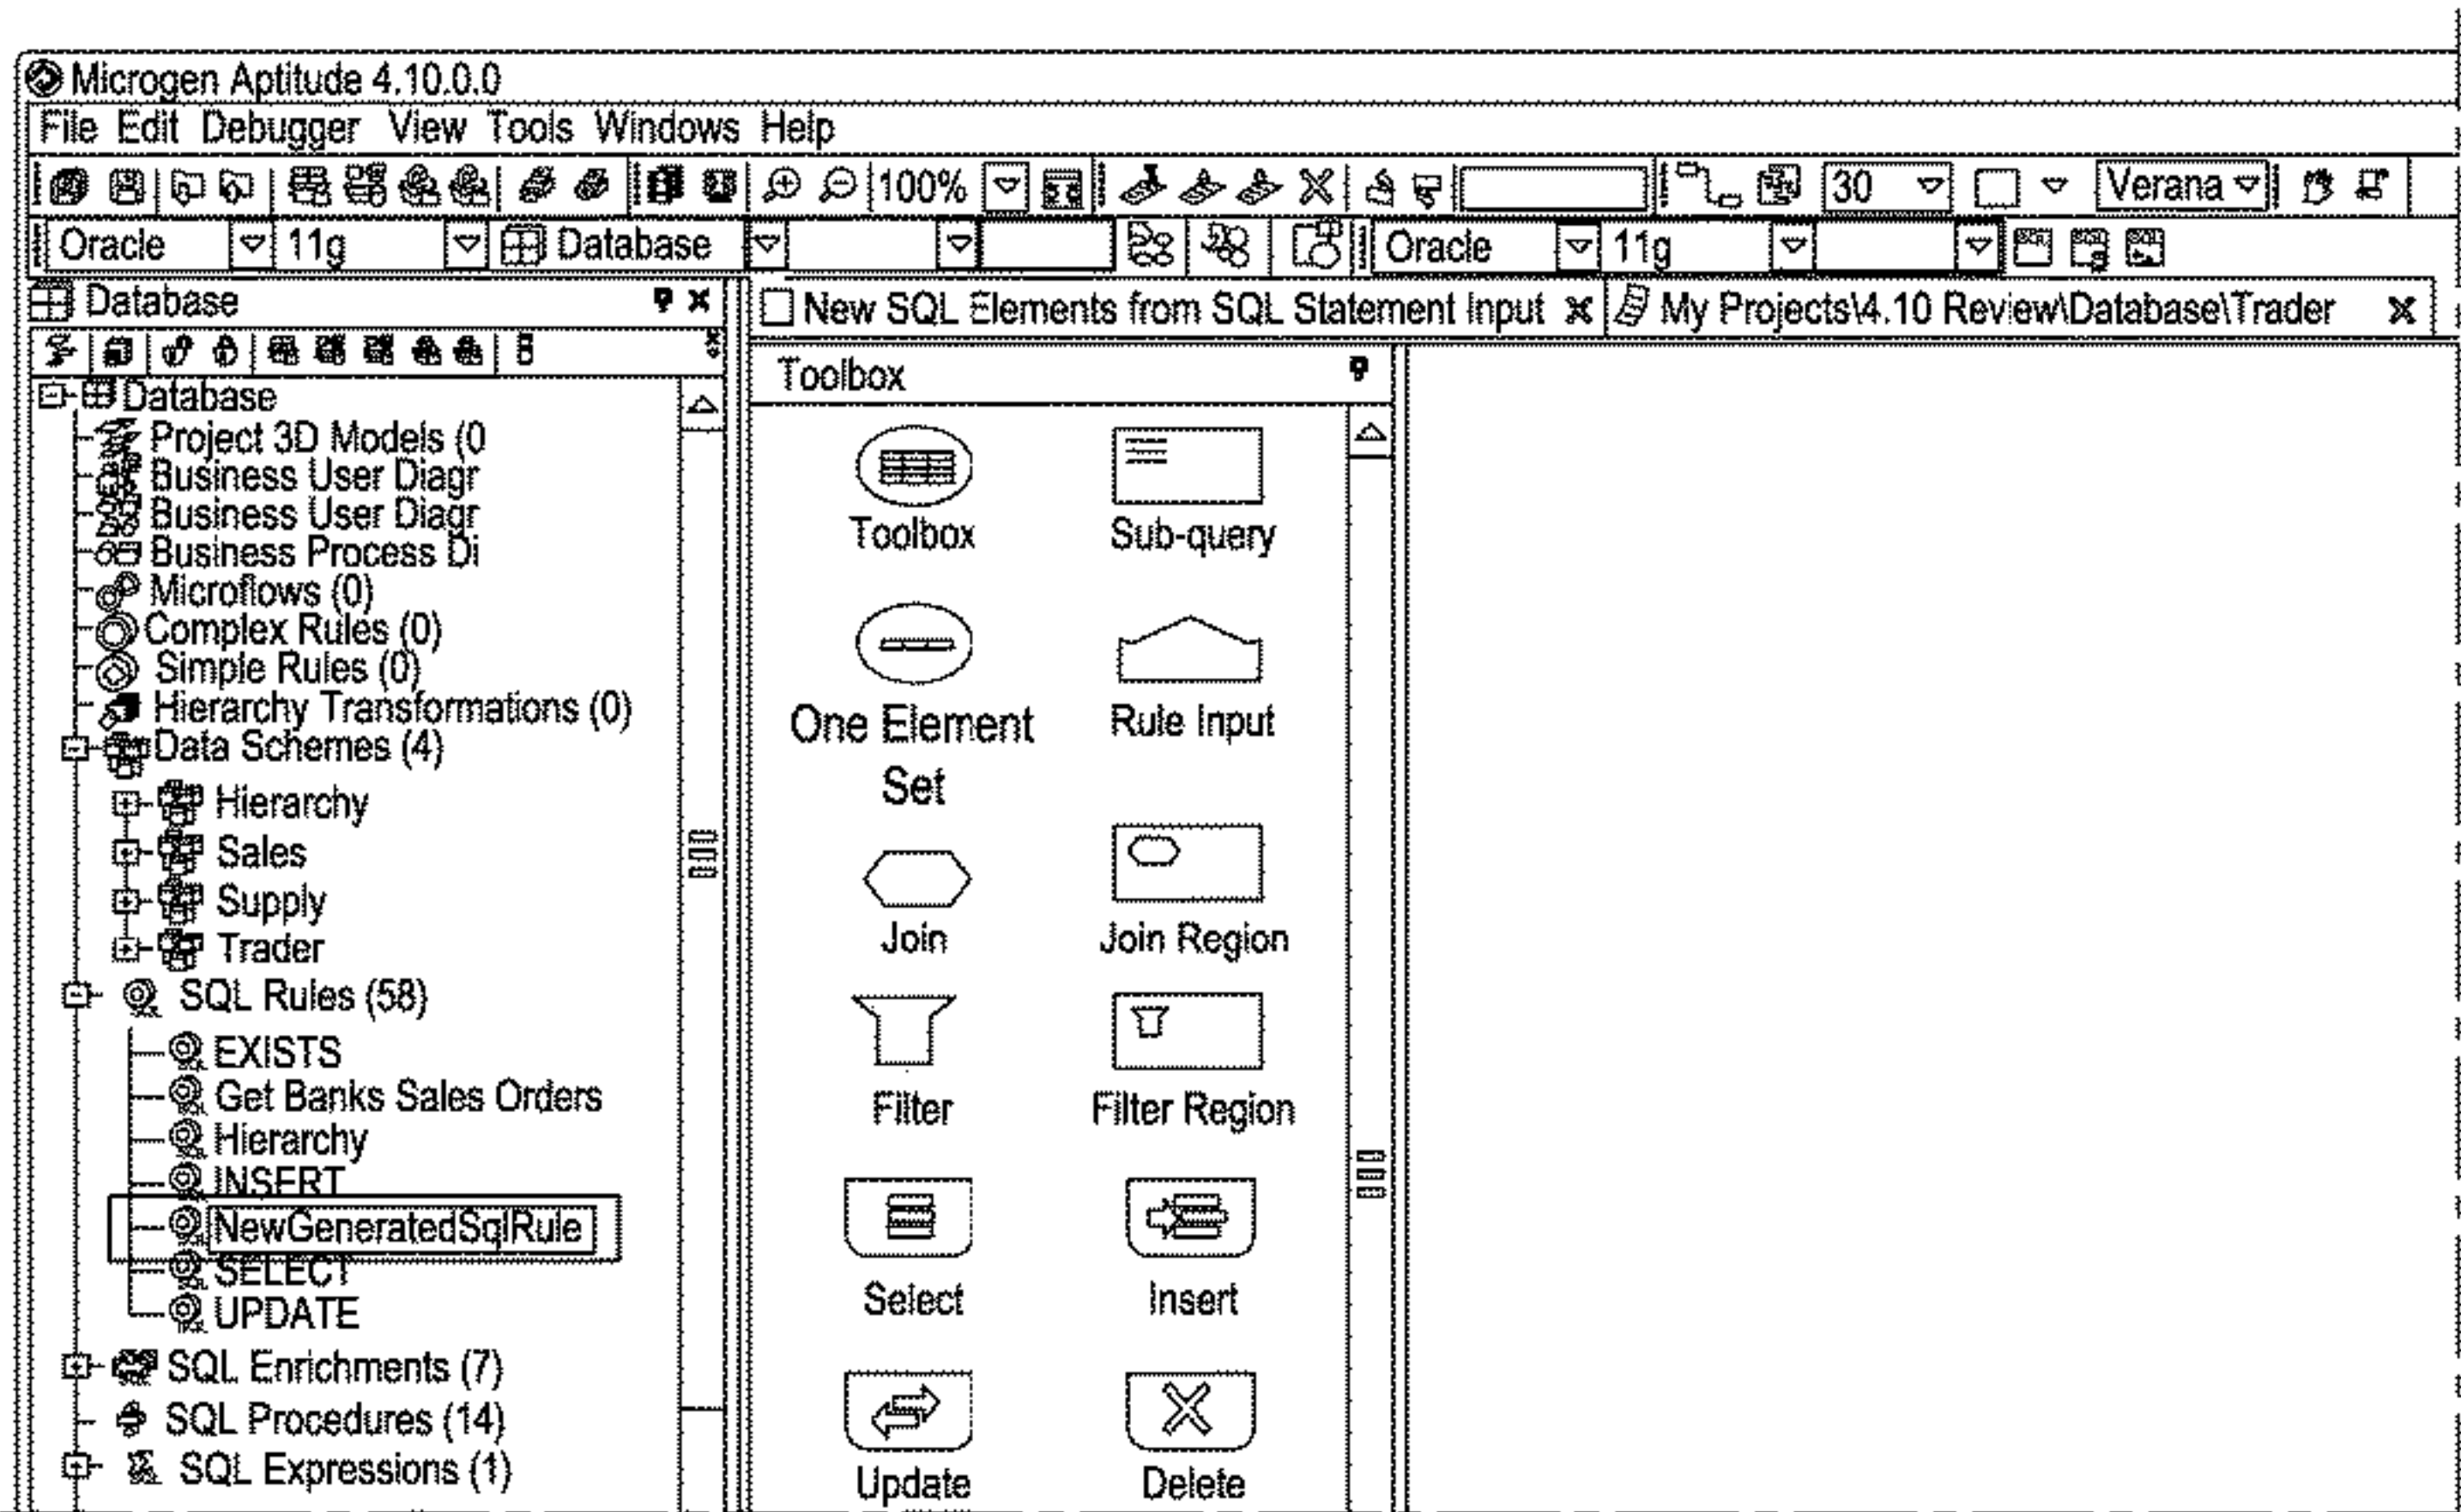 Microgen Aptitude 4.10.0.0
File Edit Debugger View Tools Windows Help
100% 30 Verana
Oracle 11g Database Oracle 11g
Database
New SQL Elements from SQL Statement Input
My Projects\4.10 Review\Database\Trader
Database
Project 3D Models (0
Business User Diagr
Business User Diagr
Business Process Di
Microflows (0)
Complex Rules (0)
Simple Rules (0)
Hierarchy Transformations (0)
Data Schemes (4)
Hierarchy
Sales
Supply
Trader
SQL Rules (58)
EXISTS
Get Banks Sales Orders
Hierarchy
INSERT
NewGeneratedSqlRule
SELECT
UPDATE
SQL Enrichments (7)
SQL Procedures (14)
SQL Expressions (1)
Toolbox
Toolbox Sub-query
One Element Rule Input
Set
Join Join Region
Filter Filter Region
Select Insert
Update Delete